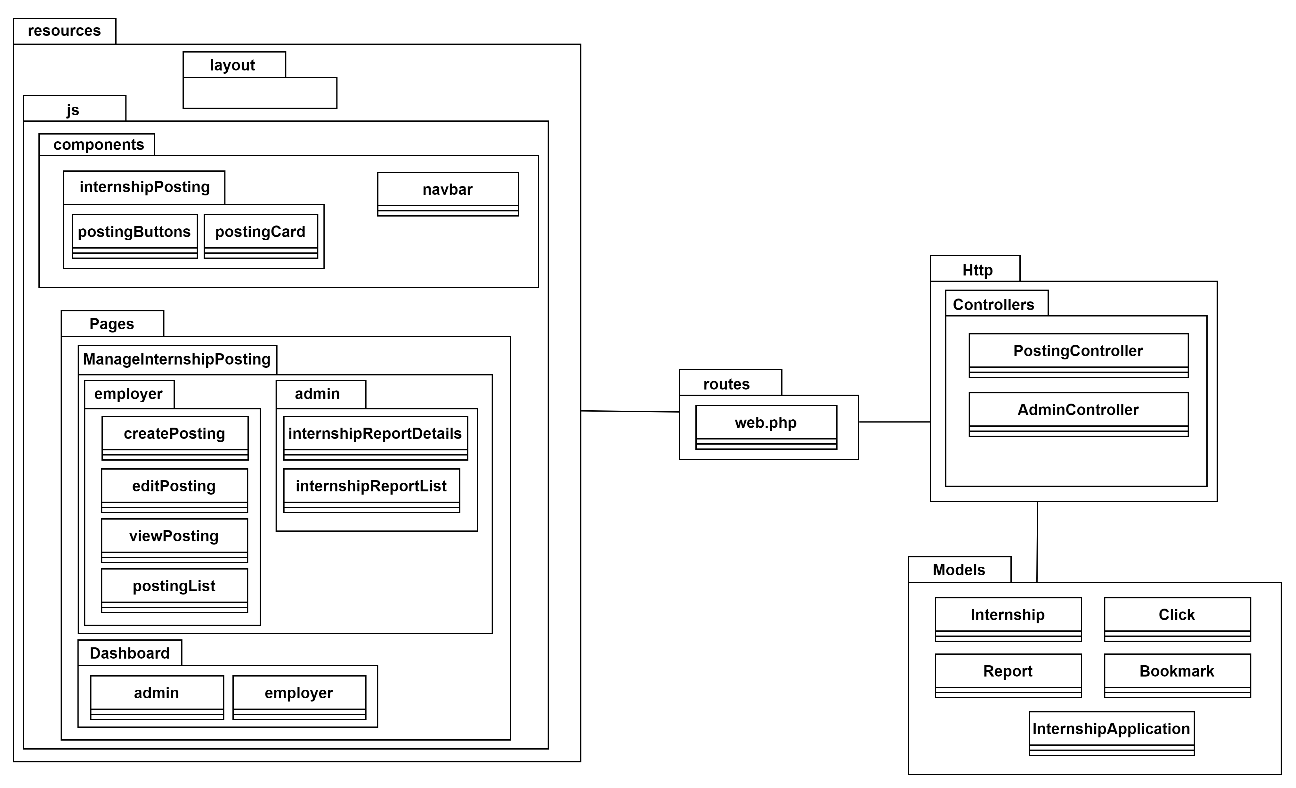 resources
layout
js
components
internshipPosting
navbar
postingButtons
postingCard
Pages
ManageInternshipPosting
employer
admin
createPosting
internshipReportDetails
editPosting
internshipReportList
viewPosting
postingList
Dashboard
admin
employer
routes
web.php
Http
Controllers
PostingController
AdminController
Models
Internship
Click
Report
Bookmark
InternshipApplication